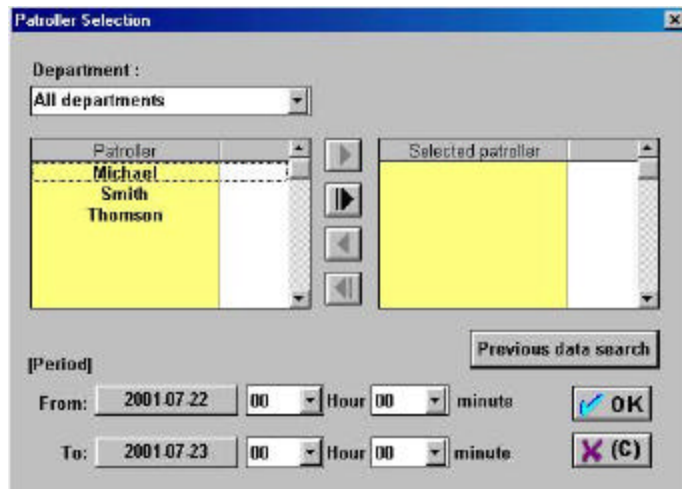 Patroller Selection
Department :
All departments
Patroller
Michael
Smith
Thomson
Selected patroller
Previous data search
[Period]
From: 2001-07-22 00 Hour 00 minute
OK
To: 2001-07-23 00 Hour 00 minute
(C)